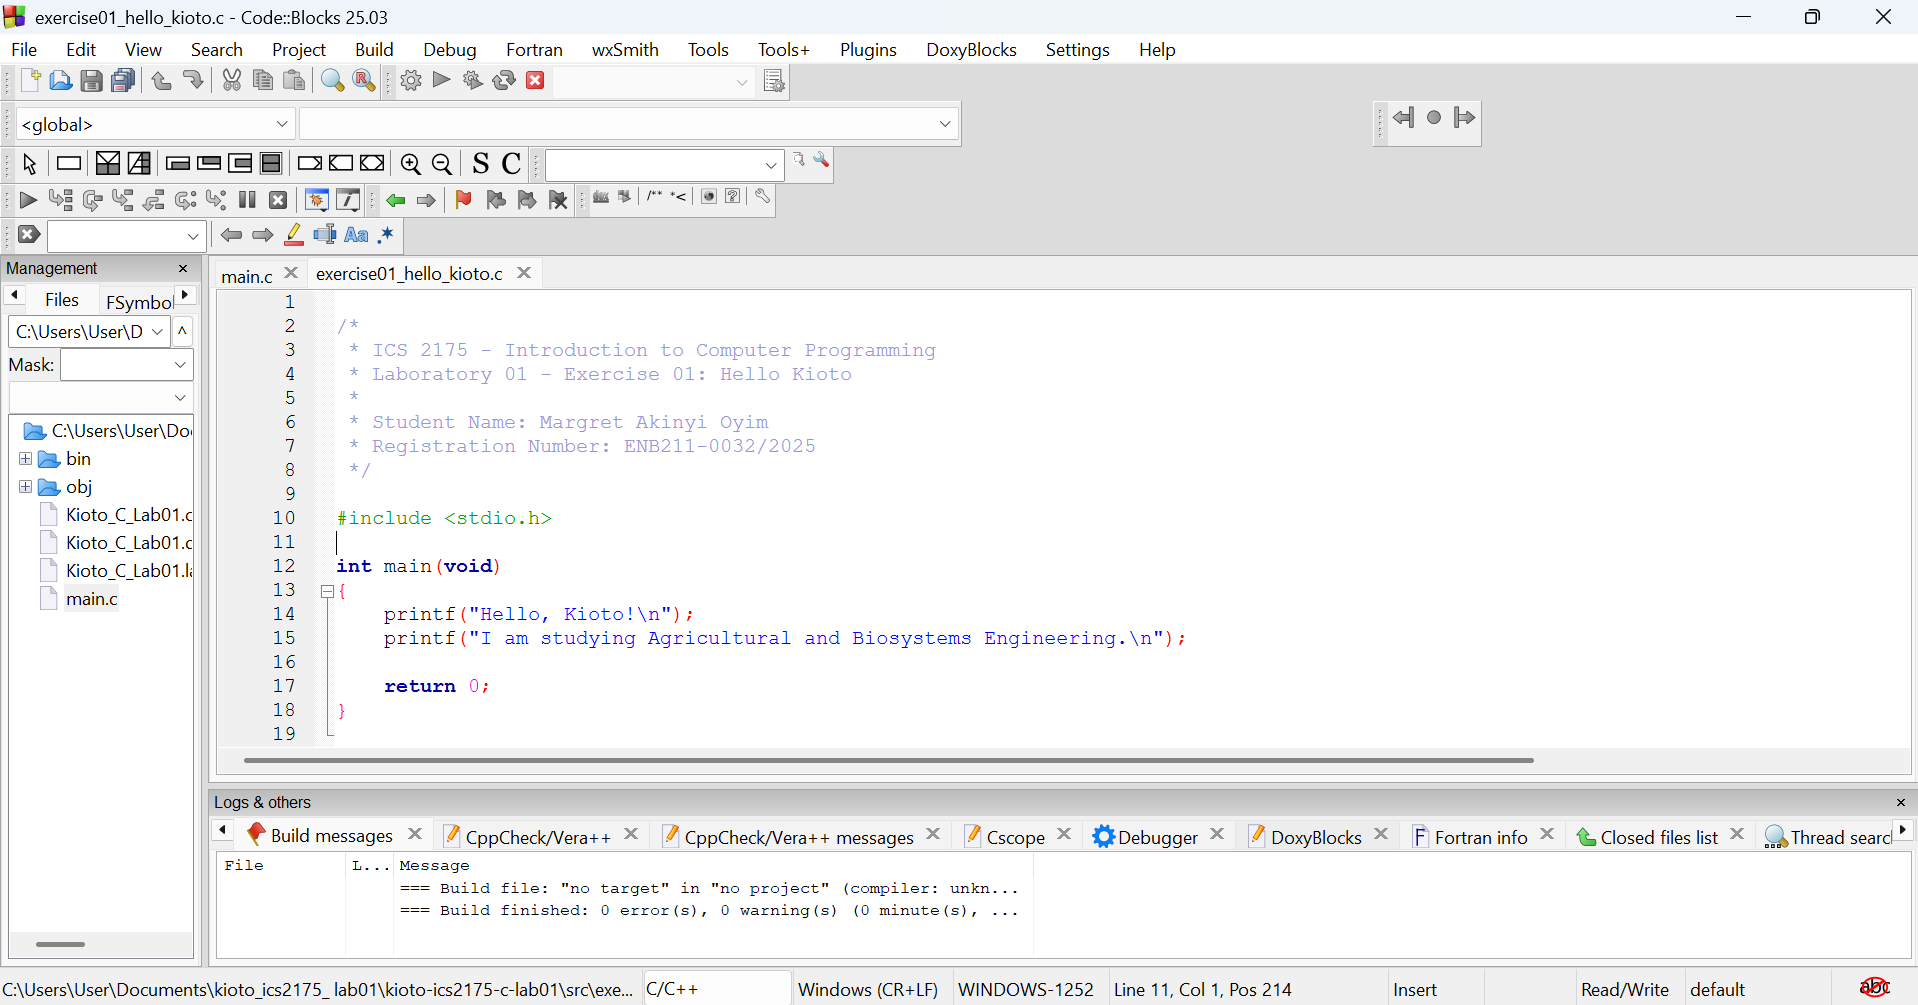 exercise01_hello_kioto.c - Code::Blocks 25.03
File Edit View Search Project Build Debug Fortran wxSmith Tools Tools+ Plugins DoxyBlocks Settings Help
<global>
S C
/** *<
Aa .*
Management
main.c exercise01_hello_kioto.c
Files FSymbol
C:\Users\User\D
Mask:
C:\Users\User\Do
bin
obj
Kioto_C_Lab01.c
Kioto_C_Lab01.c
Kioto_C_Lab01.la
main.c
1
2 /*
3 * ICS 2175 - Introduction to Computer Programming
4 * Laboratory 01 - Exercise 01: Hello Kioto
5 *
6 * Student Name: Margret Akinyi Oyim
7 * Registration Number: ENB211-0032/2025
8 */
9
10 #include <stdio.h>
11
12 int main(void)
13 {
14 printf("Hello, Kioto!\n");
15 printf("I am studying Agricultural and Biosystems Engineering.\n");
16
17 return 0;
18 }
19
Logs & others
Build messages CppCheck/Vera++ CppCheck/Vera++ messages Cscope Debugger DoxyBlocks Fortran info Closed files list Thread searc
File L... Message
=== Build file: "no target" in "no project" (compiler: unkn...
=== Build finished: 0 error(s), 0 warning(s) (0 minute(s), ...
C:\Users\User\Documents\kioto_ics2175_ lab01\kioto-ics2175-c-lab01\src\exe... C/C++ Windows (CR+LF) WINDOWS-1252 Line 11, Col 1, Pos 214 Insert Read/Write default abc